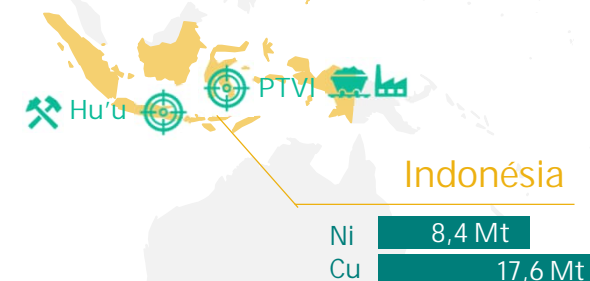 PTVI
Hu’u
Indonésia
Ni 8,4 Mt
Cu 17,6 Mt